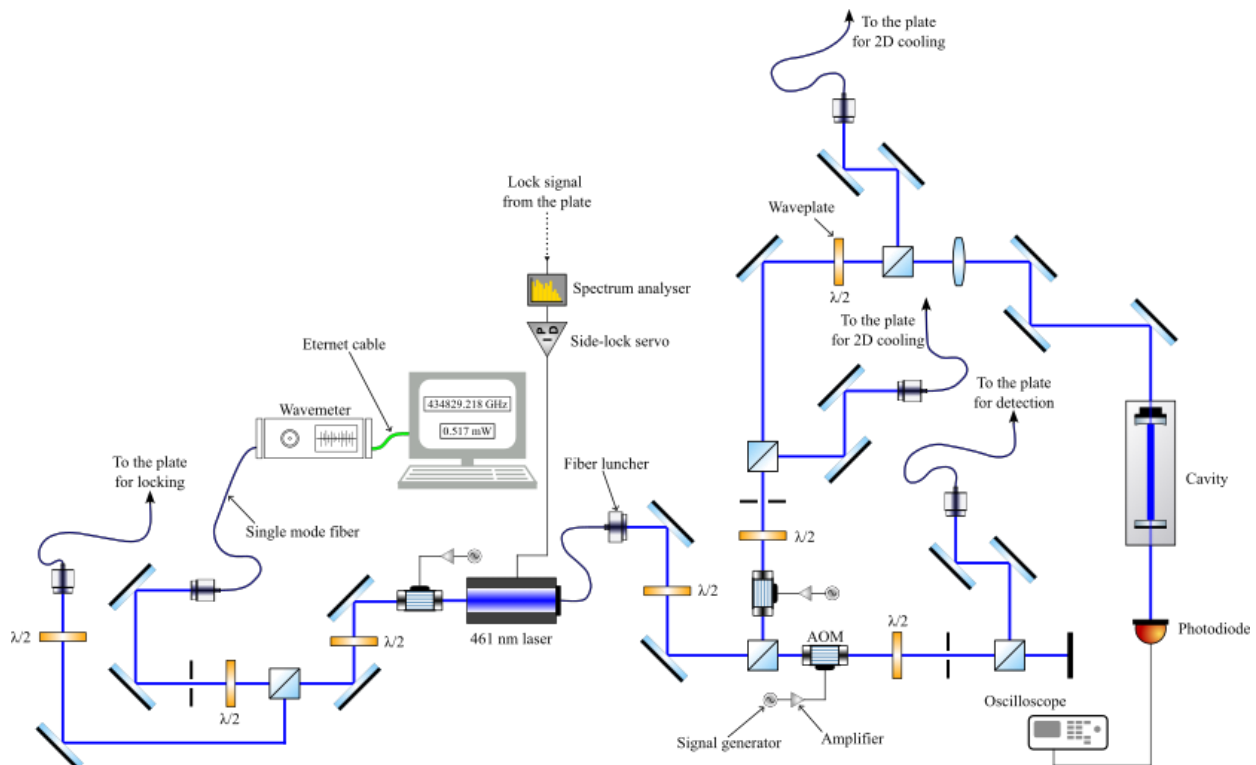 To the plate
for 2D cooling
Lock signal
from the plate
Waveplate
λ/2
Spectrum analyser
P
I D
Side-lock servo
To the plate
for 2D cooling
Eternet cable
434829.218 GHz
0.517 mW
Wavemeter
To the plate
for detection
To the plate
for locking
Fiber luncher
Cavity
Single mode fiber
λ/2
λ/2
λ/2
λ/2
461 nm laser
λ/2
AOM
λ/2
Photodiode
Signal generator
Amplifier
Oscilloscope